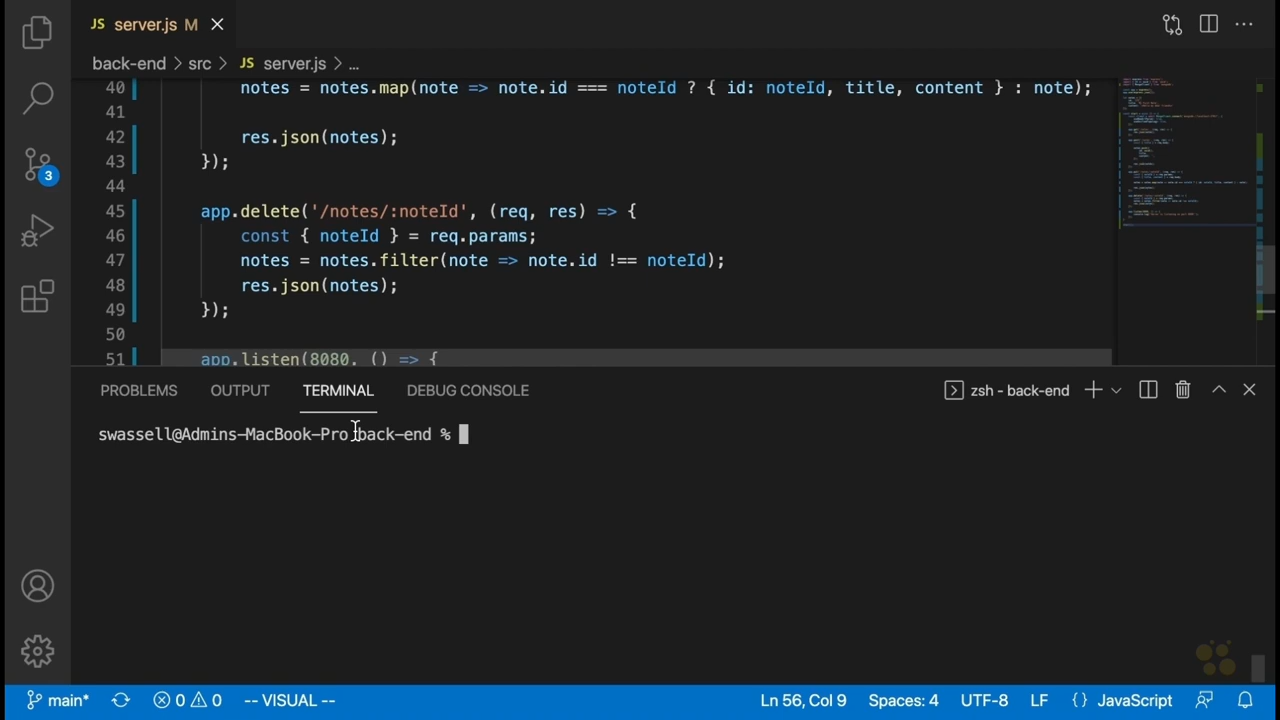 JS server.js M
back-end > src > JS server.js > ...
40 notes = notes.map(note => note.id === noteId ? { id: noteId, title, content } : note);
41
42 res.json(notes);
43 });
44
45 app.delete('/notes/:noteId', (req, res) => {
46 const { noteId } = req.params;
47 notes = notes.filter(note => note.id !== noteId);
48 res.json(notes);
49 });
50
51 app.listen(8080, () => {
3
PROBLEMS OUTPUT TERMINAL DEBUG CONSOLE zsh - back-end
swassell@Admins-MacBook-Pro back-end %
main* 0 0 -- VISUAL -- Ln 56, Col 9 Spaces: 4 UTF-8 LF {} JavaScript